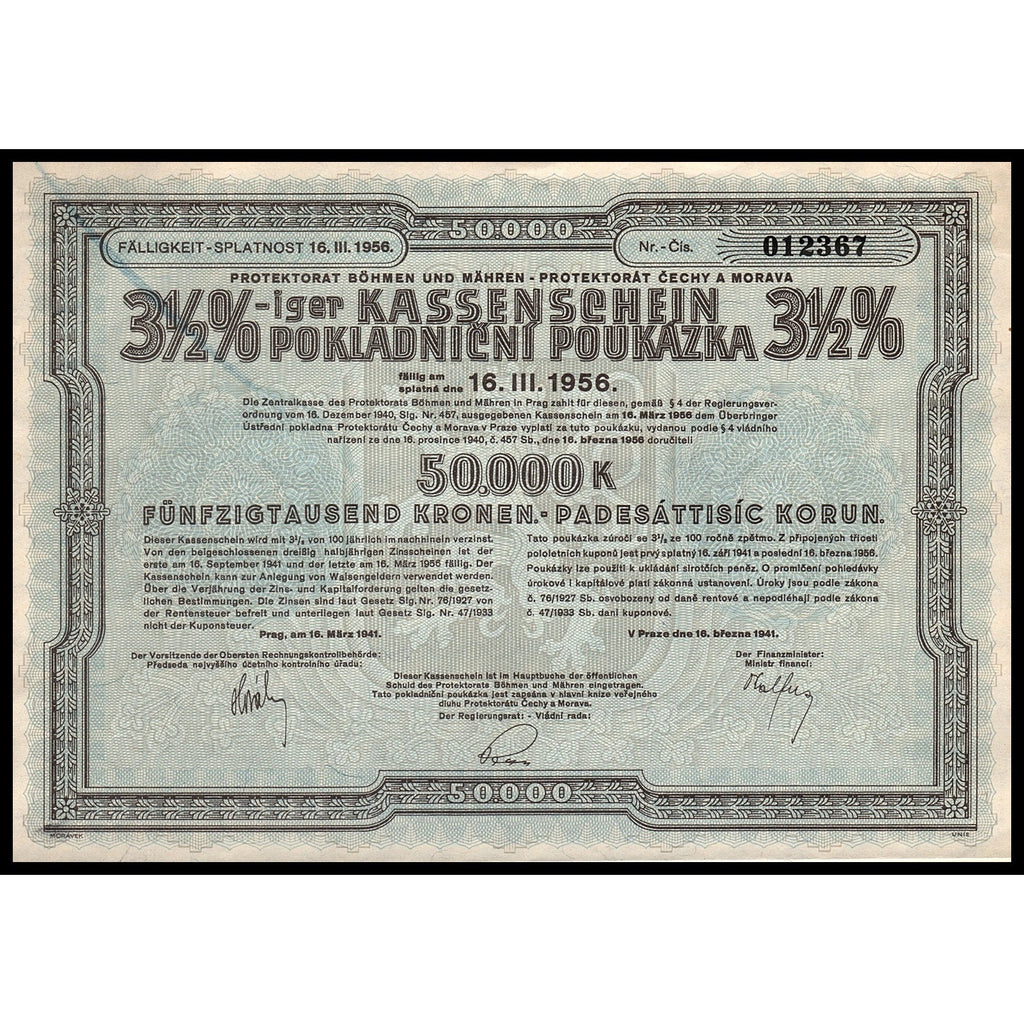 50000
FÄLLIGKEIT - SPLATNOST 16. III. 1956.
Nr. - Čis. 012367
PROTEKTORAT BÖHMEN UND MÄHREN - PROTEKTORÁT ČECHY A MORAVA
3½% -iger KASSENSCHEIN 3½%
POKLADNIČNÍ POUKÁZKA
fällig am
splatná dne 16. III. 1956.
Die Zentralkasse des Protektorats Böhmen und Mähren in Prag zahlt für diesen, gemäß § 4 der Regierungsver-
ordnung vom 16. Dezember 1940, Slg. Nr. 457, ausgegebenen Kassenschein am 16. März 1956 dem Überbringer
Ústřední pokladna Protektorátu Čechy a Morava v Praze vyplatí za tuto poukázku, vydanou podle § 4 vládního
nařízení ze dne 16. prosince 1940, č. 457 Sb., dne 16. března 1956 doručiteli
50.000 K
FÜNFZIGTAUSEND KRONEN. - PADESÁTTISÍC KORUN.
Dieser Kassenschein wird mit 3½ von 100 jährlich im nachhinein verzinst.
Von den beigeschlossenen dreißig halbjährigen Zinsscheinen ist der
erste am 16. September 1941 und der letzte am 16. März 1956 fällig. Der
Kassenschein kann zur Anlegung von Waisengeldern verwendet werden.
Über die Verjährung der Zins- und Kapitalforderung gelten die gesetz-
lichen Bestimmungen. Die Zinsen sind laut Gesetz Slg. Nr. 76/1927 von
der Rentensteuer befreit und unterliegen laut Gesetz Slg. Nr. 47/1933
nicht der Kuponsteuer.
Prag, am 16. März 1941.
Tato poukázka zúročí se 3½ ze 100 ročně zpětmo. Z připojených třiceti
pololetních kuponů jest prvý splatný 16. září 1941 a poslední 16. března 1956.
Poukázky lze použíti k ukládání sirotčích peněz. O promlčení pohledávky
úrokové i kapitálové platí zákonná ustanovení. Úroky jsou podle zákona
č. 76/1927 Sb. osvobozeny od daně rentové a nepodléhají podle zákona
č. 47/1933 Sb. dani kuponové.
V Praze dne 16. března 1941.
Der Vorsitzende der Obersten Rechnungskontrollbehörde:
Předseda nejvyššího účetního kontrolního úřadu:
Der Finanzminister:
Ministr financí:
Dieser Kassenschein ist im Hauptbuche der öffentlichen
Schuld des Protektorats Böhmen und Mähren eingetragen.
Tato pokladniční poukázka jest zapsána v hlavní knize veřejného
dluhu Protektorátu Čechy a Morava.
Der Regierungsrat: - Vládní rada:
50000
MORÁVEK
UNIE